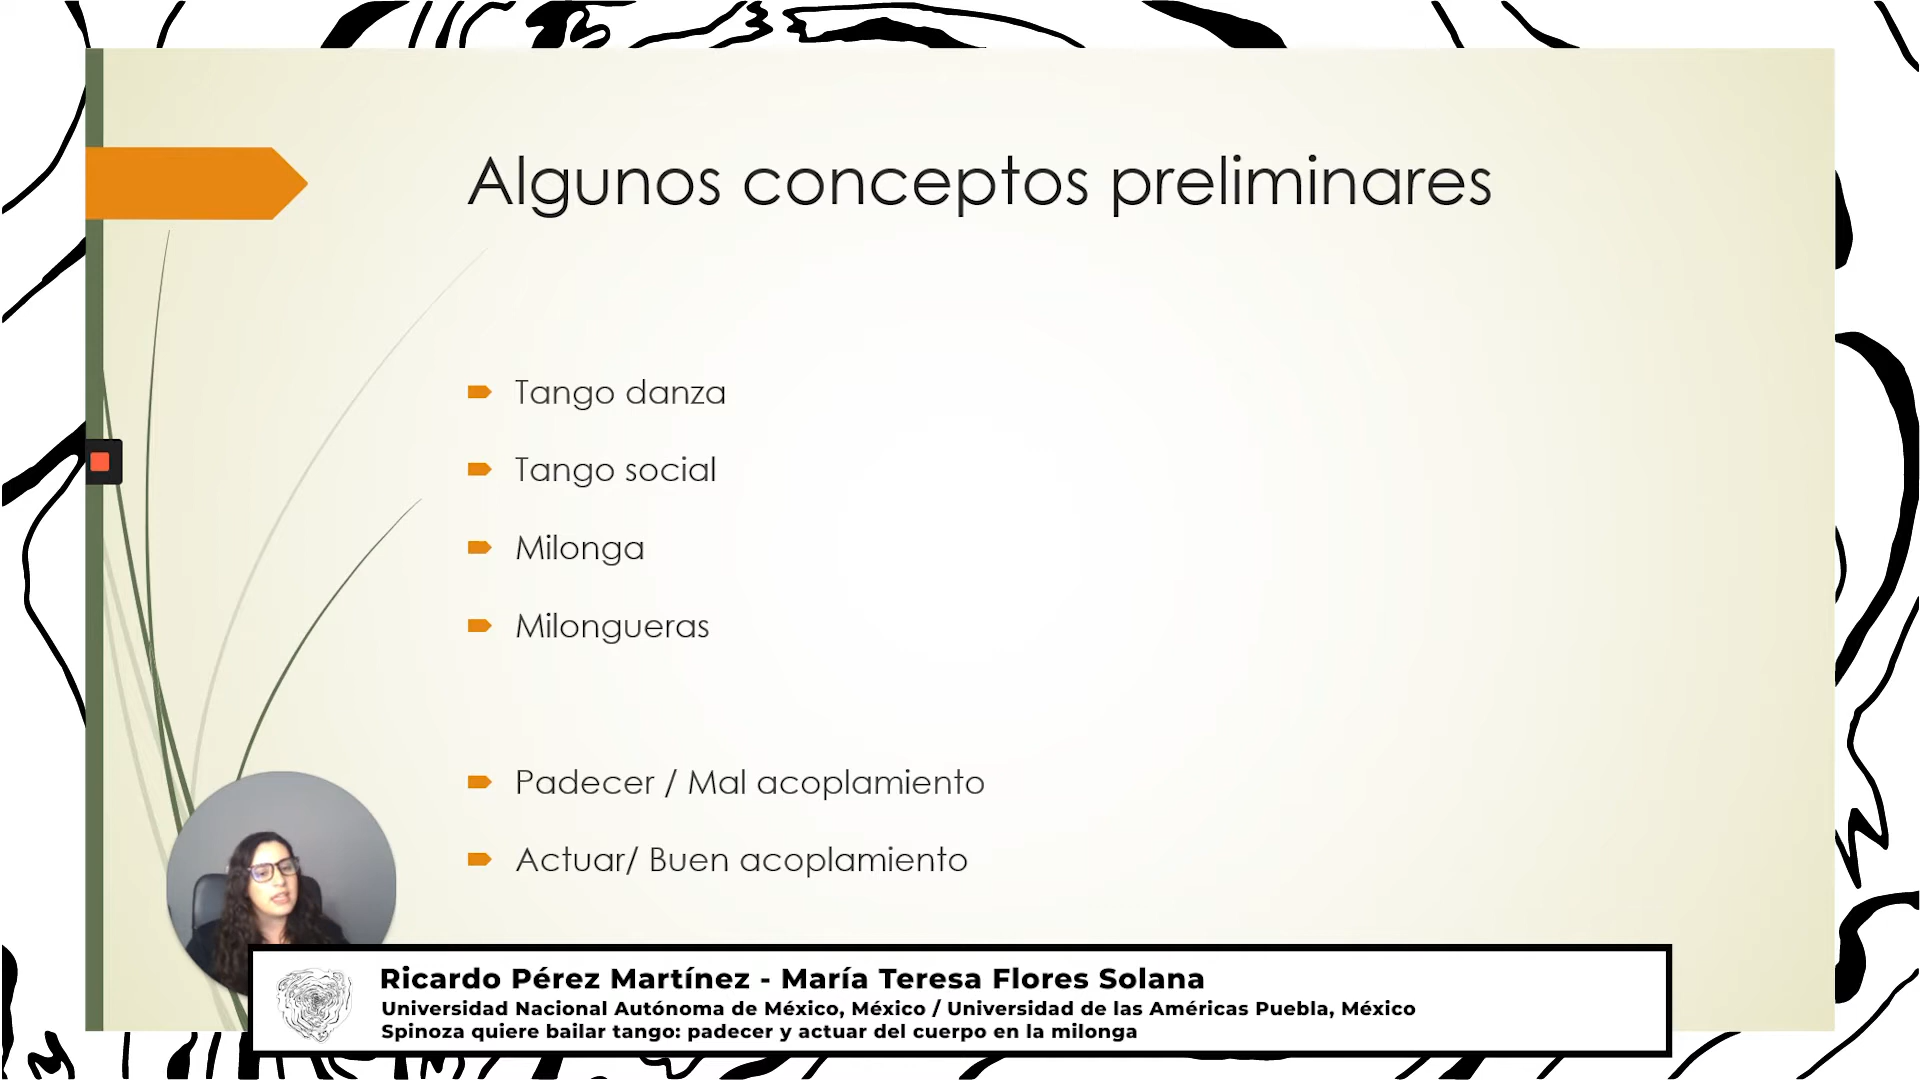 Algunos conceptos preliminares
Tango danza
Tango social
Milonga
Milongueras
Padecer / Mal acoplamiento
Actuar/ Buen acoplamiento
Ricardo Pérez Martínez - María Teresa Flores Solana
Universidad Nacional Autónoma de México, México / Universidad de las Américas Puebla, México
Spinoza quiere bailar tango: padecer y actuar del cuerpo en la milonga